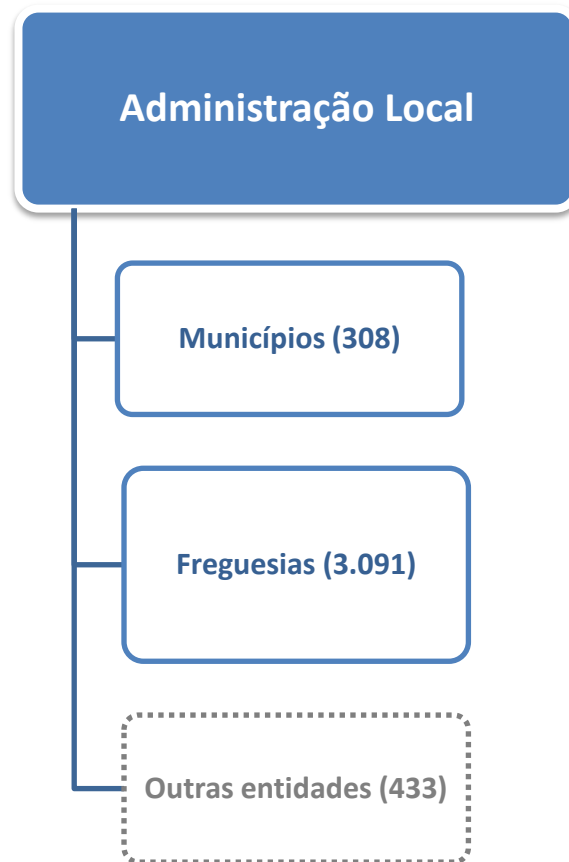 Administração Local
Municípios (308)
Freguesias (3.091)
Outras entidades (433)